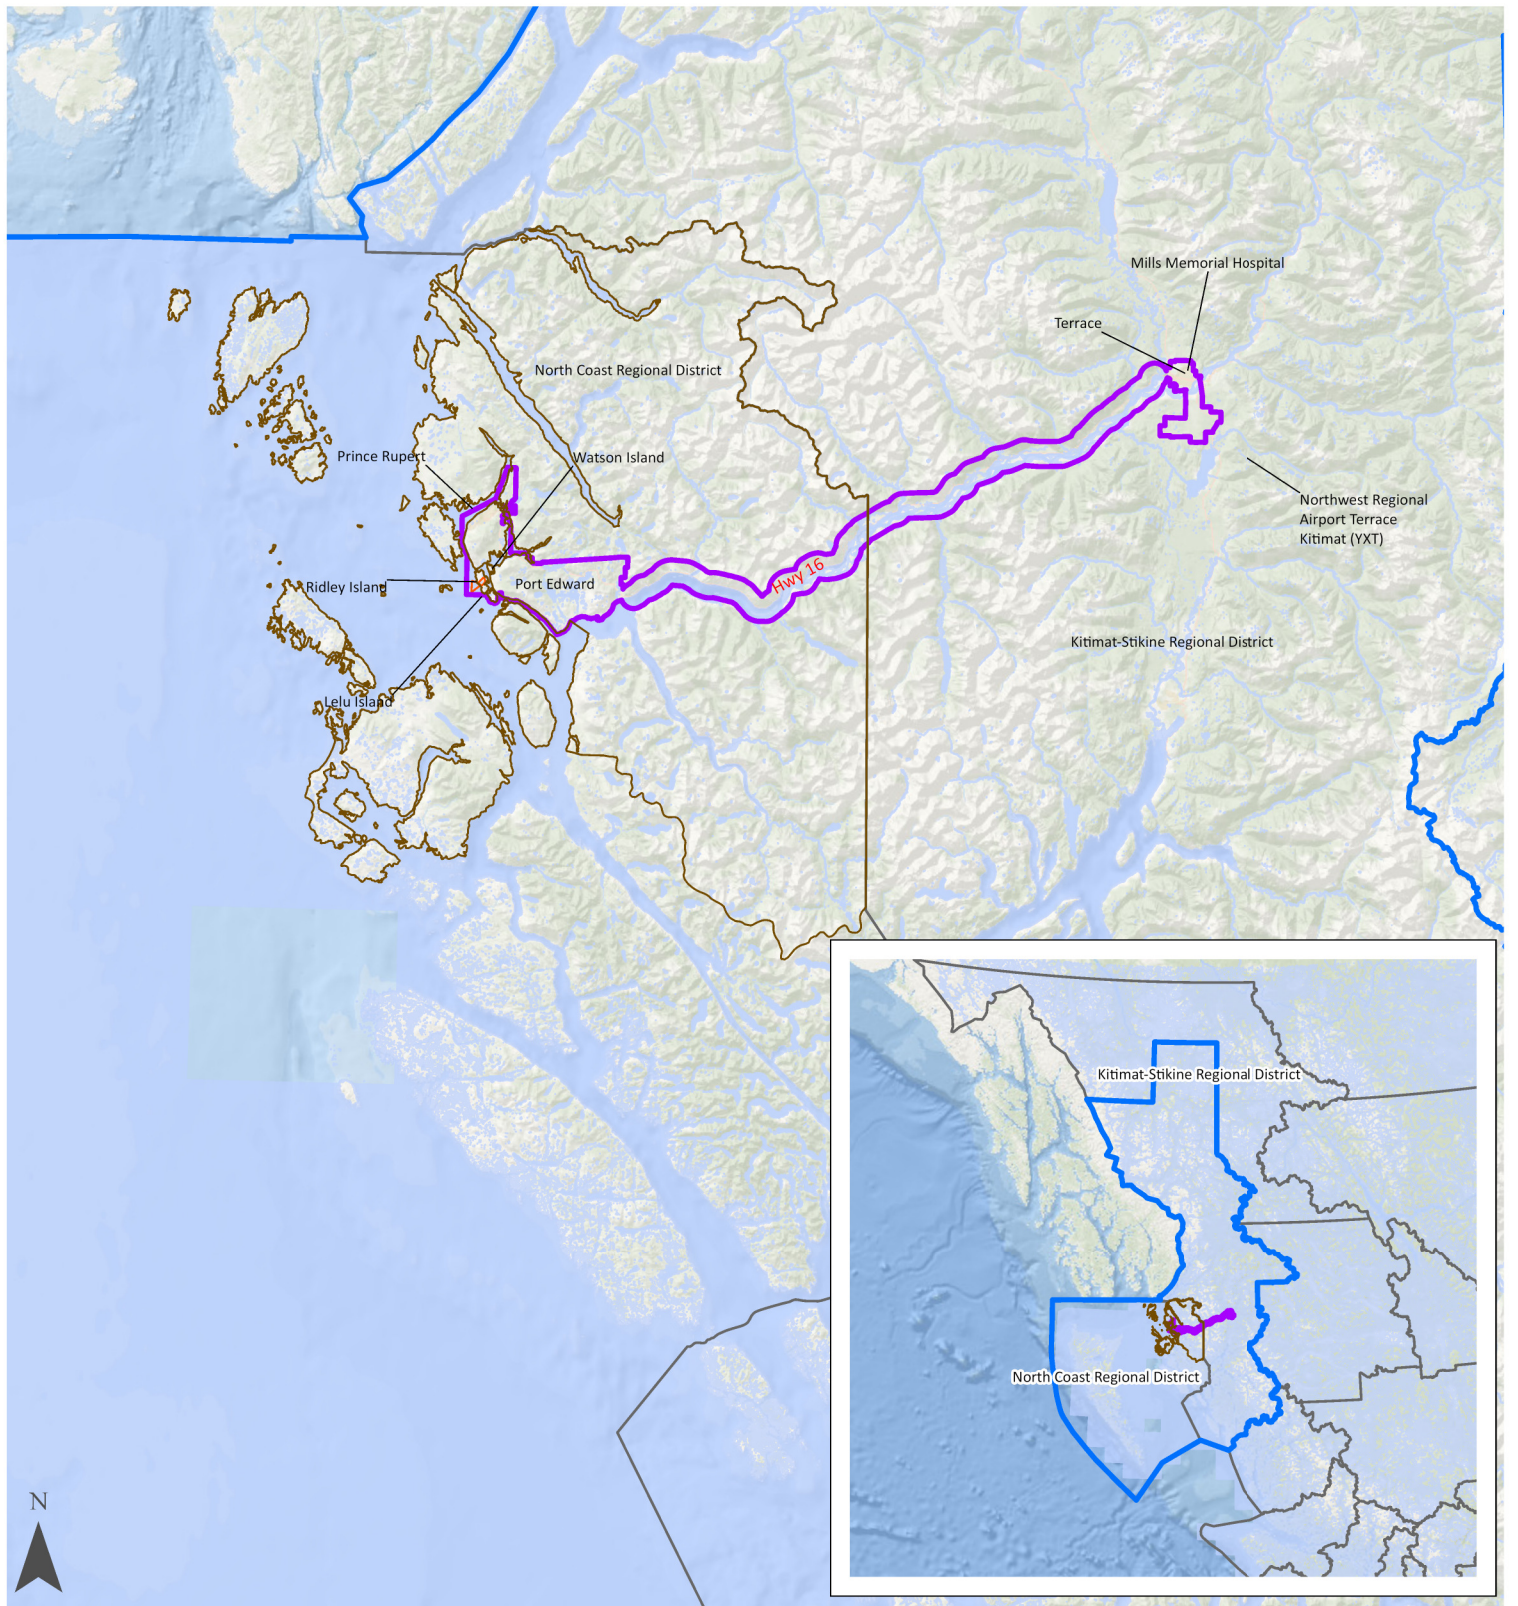 Mills Memorial Hospital
Terrace
North Coast Regional District
Prince Rupert
Watson Island
Northwest Regional
Airport Terrace
Kitimat (YXT)
Hwy 16
Ridley Island
Port Edward
Kitimat-Stikine Regional District
Lelu Island
Kitimat-Stikine Regional District
North Coast Regional District
N